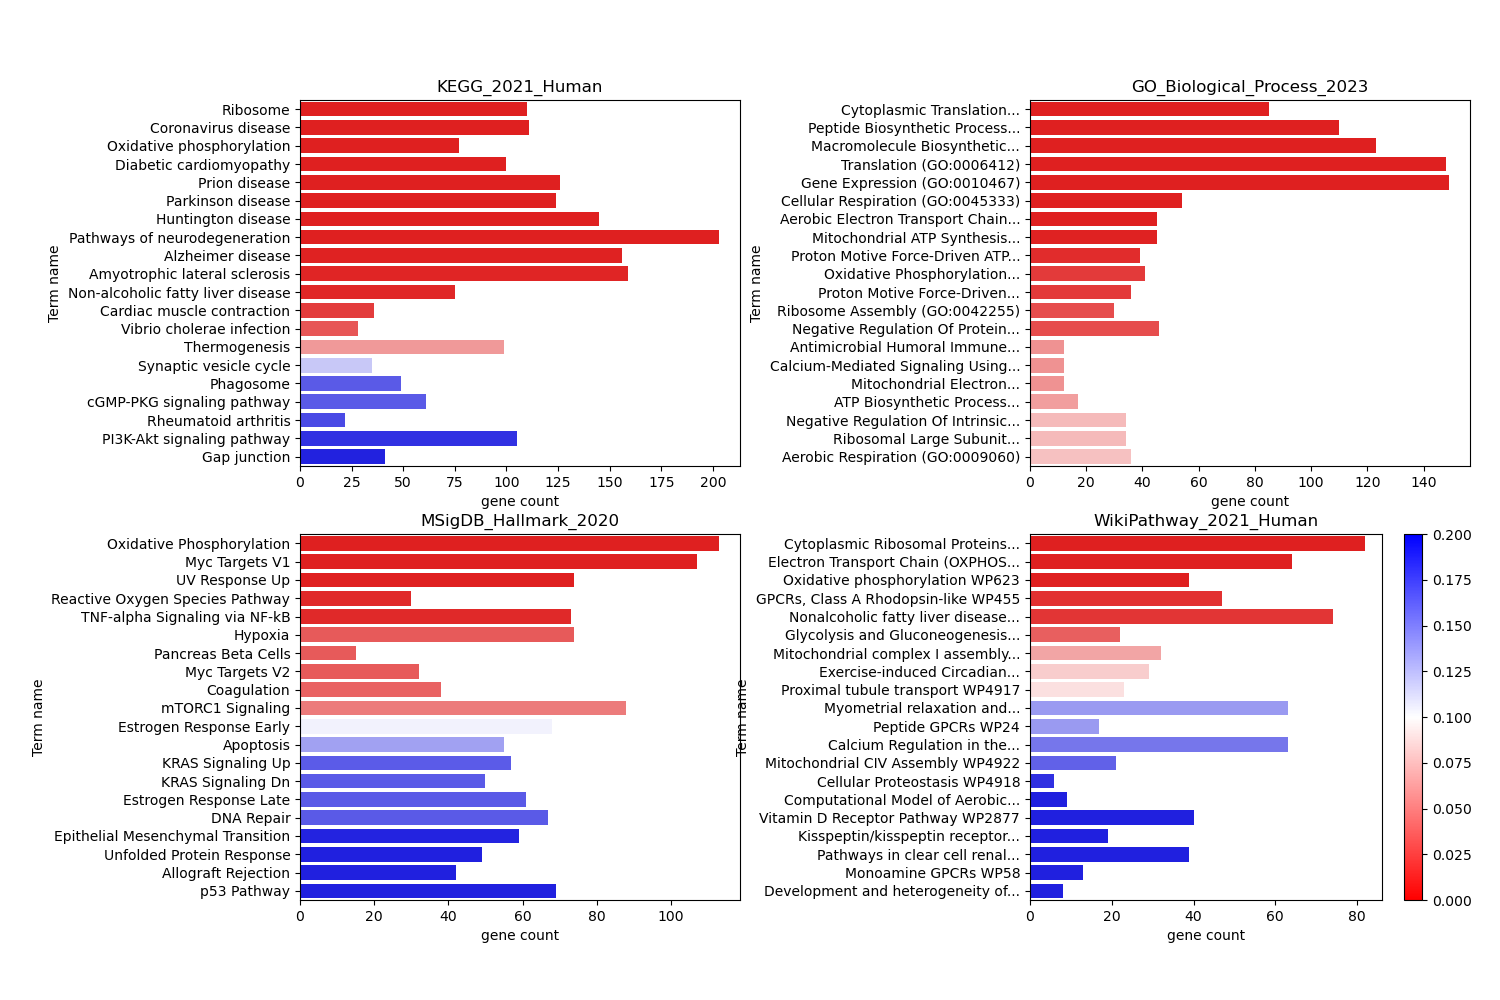 KEGG_2021_Human
Term name
Ribosome
Coronavirus disease
Oxidative phosphorylation
Diabetic cardiomyopathy
Prion disease
Parkinson disease
Huntington disease
Pathways of neurodegeneration
Alzheimer disease
Amyotrophic lateral sclerosis
Non-alcoholic fatty liver disease
Cardiac muscle contraction
Vibrio cholerae infection
Thermogenesis
Synaptic vesicle cycle
Phagosome
cGMP-PKG signaling pathway
Rheumatoid arthritis
PI3K-Akt signaling pathway
Gap junction
0 25 50 75 100 125 150 175 200
gene count
GO_Biological_Process_2023
Term name
Cytoplasmic Translation...
Peptide Biosynthetic Process...
Macromolecule Biosynthetic...
Translation (GO:0006412)
Gene Expression (GO:0010467)
Cellular Respiration (GO:0045333)
Aerobic Electron Transport Chain...
Mitochondrial ATP Synthesis...
Proton Motive Force-Driven ATP...
Oxidative Phosphorylation...
Proton Motive Force-Driven...
Ribosome Assembly (GO:0042255)
Negative Regulation Of Protein...
Antimicrobial Humoral Immune...
Calcium-Mediated Signaling Using...
Mitochondrial Electron...
ATP Biosynthetic Process...
Negative Regulation Of Intrinsic...
Ribosomal Large Subunit...
Aerobic Respiration (GO:0009060)
0 20 40 60 80 100 120 140
gene count
MSigDB_Hallmark_2020
Term name
Oxidative Phosphorylation
Myc Targets V1
UV Response Up
Reactive Oxygen Species Pathway
TNF-alpha Signaling via NF-kB
Hypoxia
Pancreas Beta Cells
Myc Targets V2
Coagulation
mTORC1 Signaling
Estrogen Response Early
Apoptosis
KRAS Signaling Up
KRAS Signaling Dn
Estrogen Response Late
DNA Repair
Epithelial Mesenchymal Transition
Unfolded Protein Response
Allograft Rejection
p53 Pathway
0 20 40 60 80 100
gene count
WikiPathway_2021_Human
Term name
Cytoplasmic Ribosomal Proteins...
Electron Transport Chain (OXPHOS...
Oxidative phosphorylation WP623
GPCRs, Class A Rhodopsin-like WP455
Nonalcoholic fatty liver disease...
Glycolysis and Gluconeogenesis...
Mitochondrial complex I assembly...
Exercise-induced Circadian...
Proximal tubule transport WP4917
Myometrial relaxation and...
Peptide GPCRs WP24
Calcium Regulation in the...
Mitochondrial CIV Assembly WP4922
Cellular Proteostasis WP4918
Computational Model of Aerobic...
Vitamin D Receptor Pathway WP2877
Kisspeptin/kisspeptin receptor...
Pathways in clear cell renal...
Monoamine GPCRs WP58
Development and heterogeneity of...
0 20 40 60 80
gene count
0.200
0.175
0.150
0.125
0.100
0.075
0.050
0.025
0.000